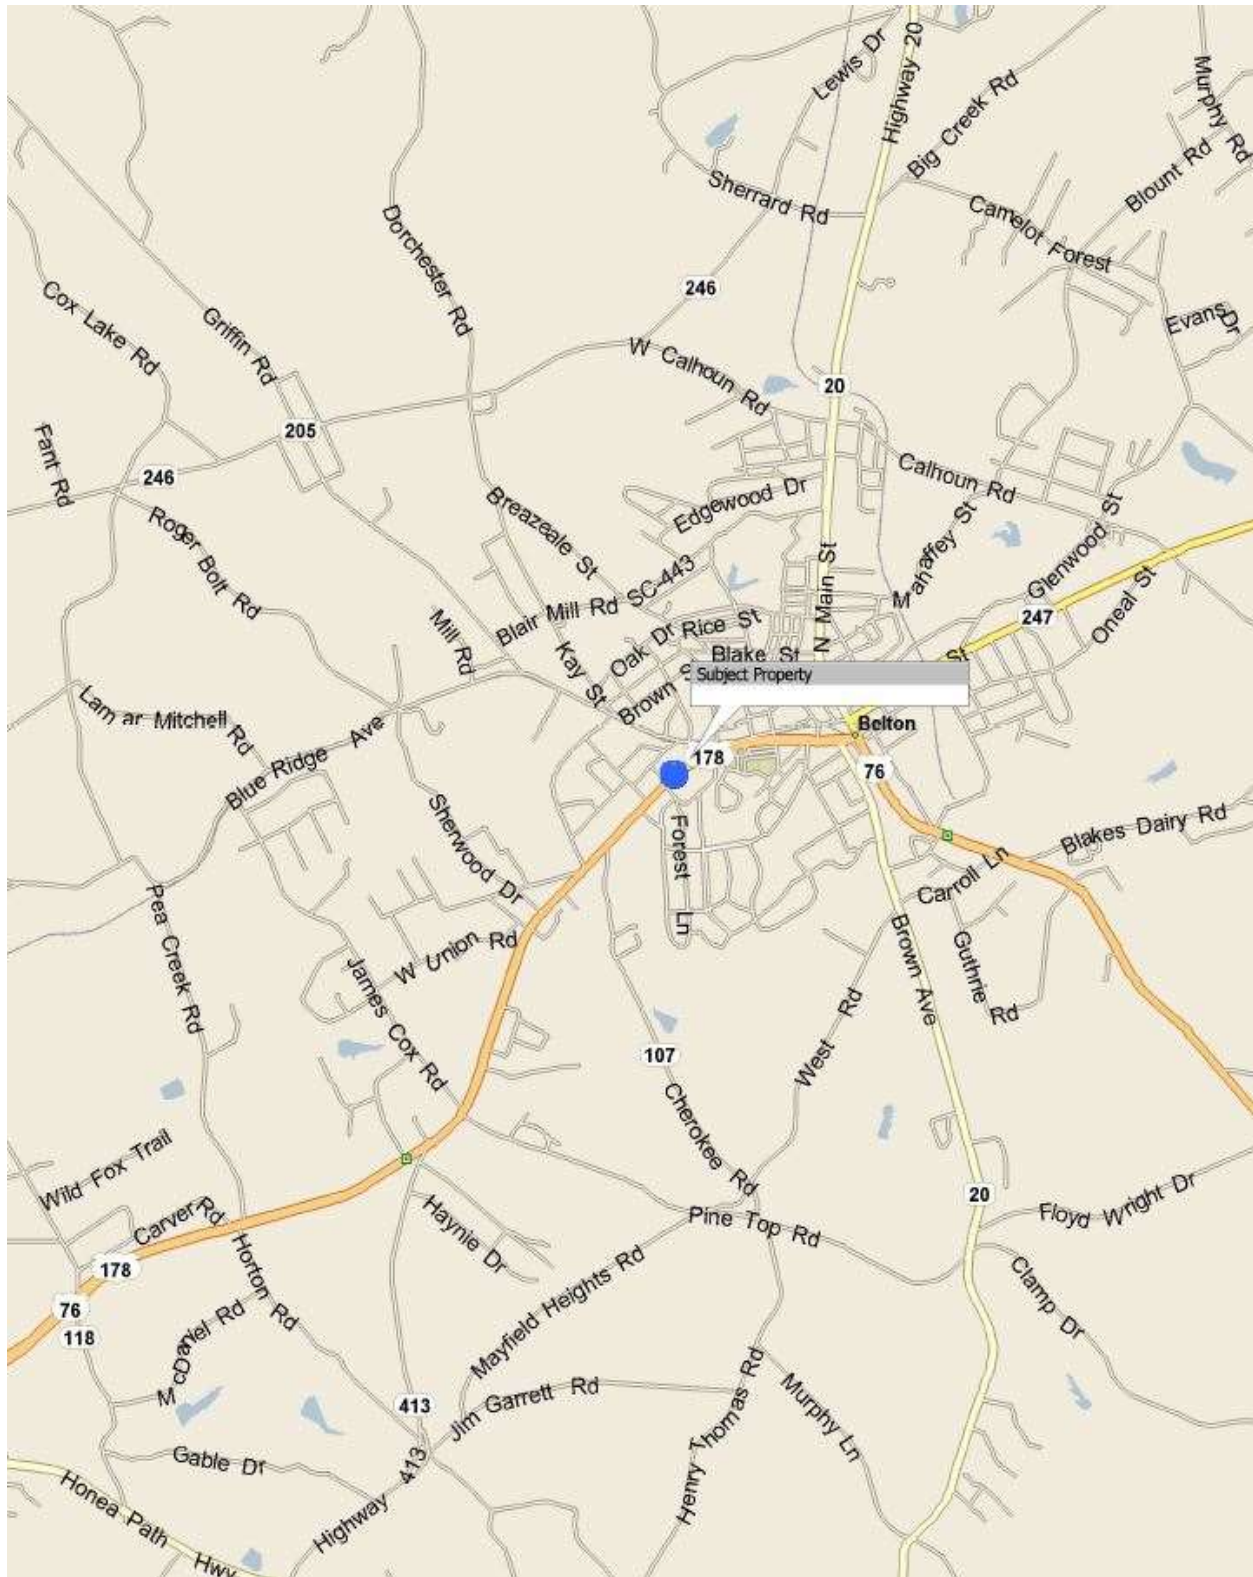 Lewis Dr
Highway 20
Big Creek Rd
Murphy Rd
Blount Rd
Sherrard Rd
Camelot Forest
Dorchester Rd
246
Evans Dr
Cox Lake Rd
Griffin Rd
W Calhoun Rd
20
205
Fant Rd
246
Calhoun Rd
Edgewood Dr
Breazeale St
Roger Bolt Rd
Mahaffey St
Glenwood St
N Main St
Blair Mill Rd SC-443
247
Oneal St
Mill Rd
Kay St
Oak Dr
Rice St
Blake St
St
Brown S
Subject Property
Lamar Mitchell Rd
Blue Ridge Ave
Belton
178
76
Sherwood Dr
Forest Ln
Blakes Dairy Rd
Carroll Ln
Pea Creek Rd
W Union Rd
Brown Ave
Guthrie Rd
James Cox Rd
West Rd
107
Cherokee Rd
Wild Fox Trail
Carver Rd
Haynie Dr
Pine Top Rd
20
Floyd Wright Dr
178
Horton Rd
Mayfield Heights Rd
Clamp Dr
76
118
McDaniel Rd
413
Jim Garrett Rd
Henry Thomas Rd
Murphy Ln
Gable Dr
Highway 413
Honea Path Hwy